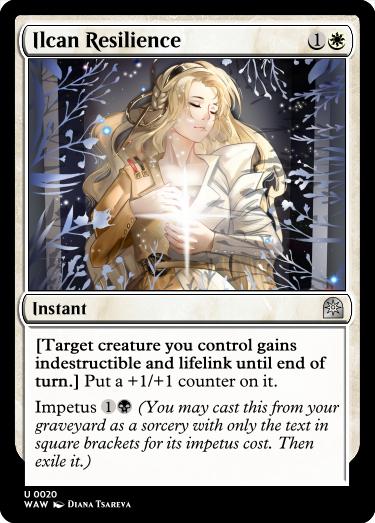 Ilcan Resilience 1
Instant
[Target creature you control gains
indestructible and lifelink until end of
turn.] Put a +1/+1 counter on it.
Impetus 1 (You may cast this from your
graveyard as a sorcery with only the text in
square brackets for its impetus cost. Then
exile it.)
U 0020
WAW Diana Tsareva